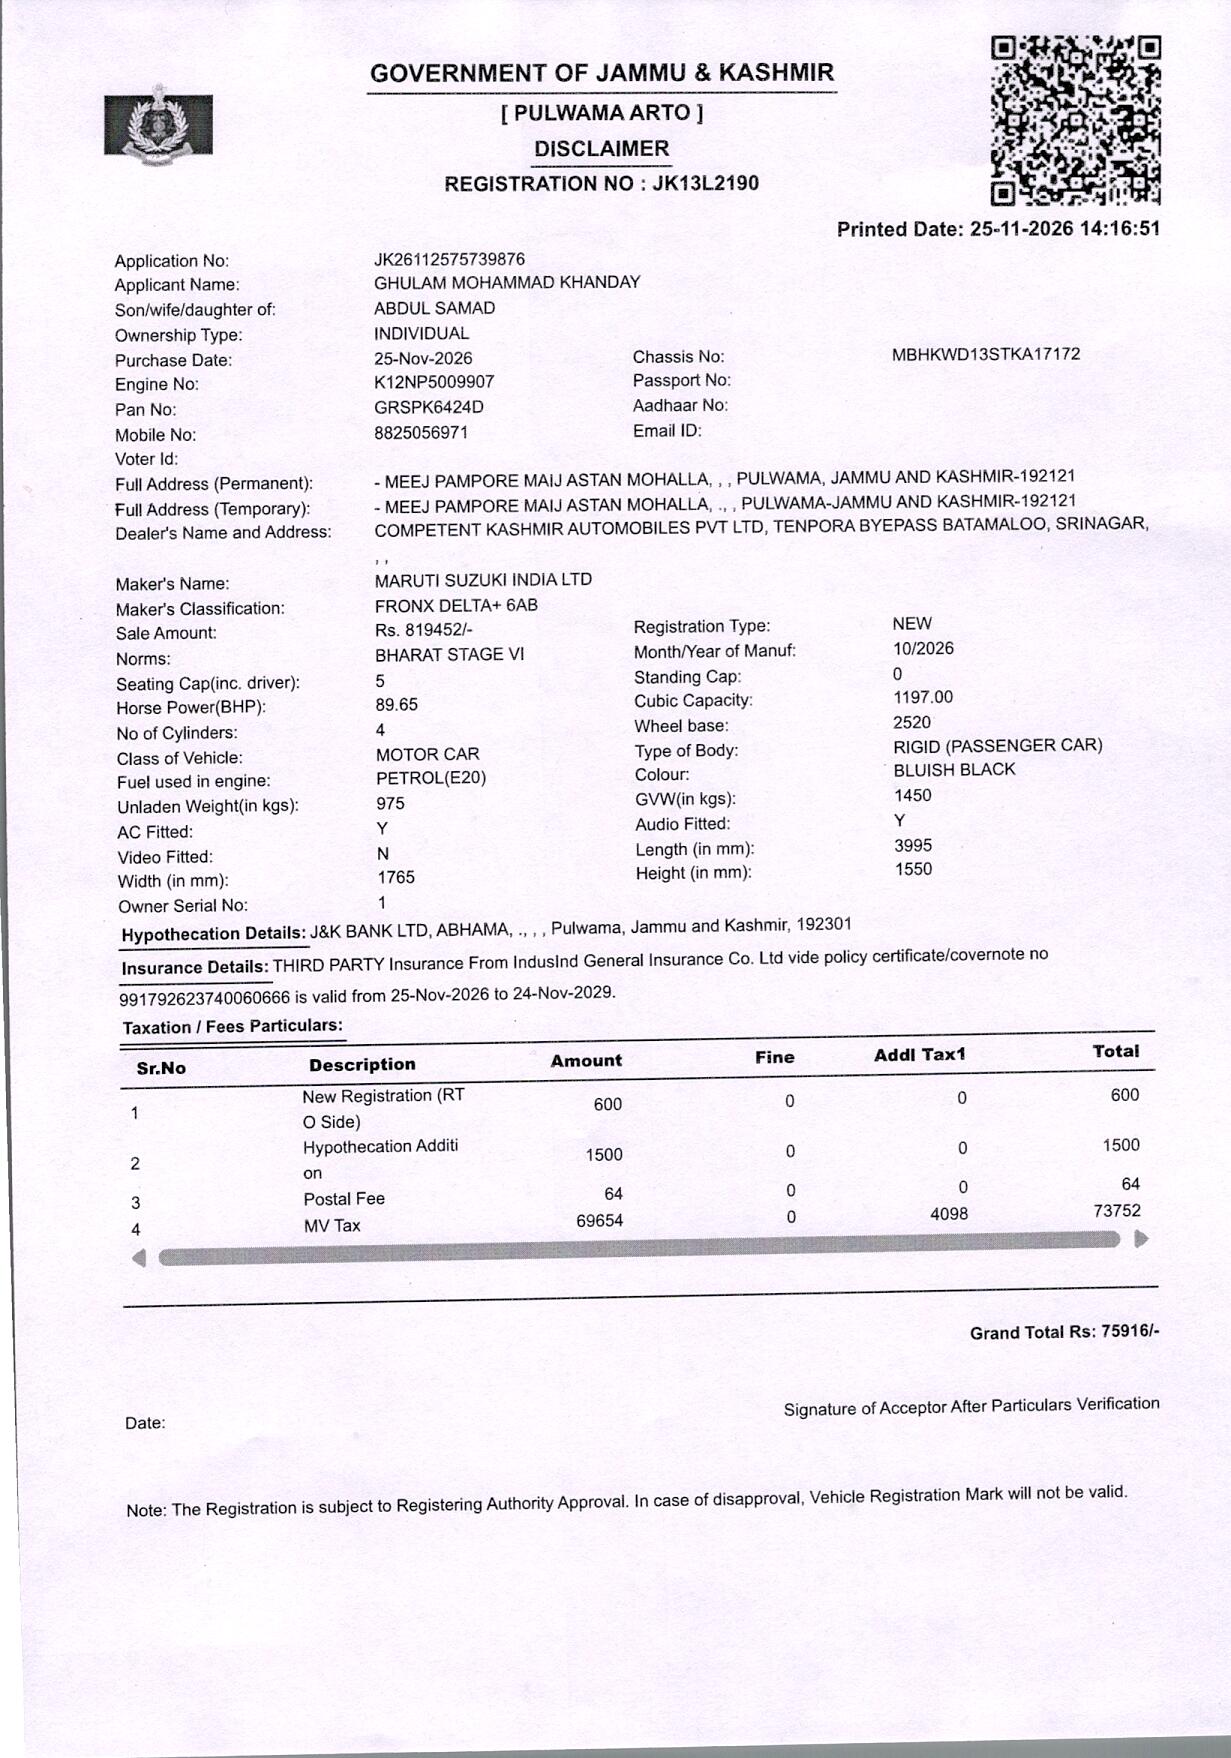 GOVERNMENT OF JAMMU & KASHMIR
[ PULWAMA ARTO ]
DISCLAIMER
REGISTRATION NO : JK13L2190
Printed Date: 25-11-2026 14:16:51
Application No: JK26112575739876
Applicant Name: GHULAM MOHAMMAD KHANDAY
Son/wife/daughter of: ABDUL SAMAD
Ownership Type: INDIVIDUAL
Purchase Date: 25-Nov-2026 Chassis No: MBHKWD13STKA17172
Engine No: K12NP5009907 Passport No:
Pan No: GRSPK6424D Aadhaar No:
Mobile No: 8825056971 Email ID:
Voter Id:
Full Address (Permanent): - MEEJ PAMPORE MAIJ ASTAN MOHALLA, , , PULWAMA, JAMMU AND KASHMIR-192121
Full Address (Temporary): - MEEJ PAMPORE MAIJ ASTAN MOHALLA, ., , PULWAMA-JAMMU AND KASHMIR-192121
Dealer's Name and Address: COMPETENT KASHMIR AUTOMOBILES PVT LTD, TENPORA BYEPASS BATAMALOO, SRINAGAR,
, ,
Maker's Name: MARUTI SUZUKI INDIA LTD
Maker's Classification: FRONX DELTA+ 6AB
Sale Amount: Rs. 819452/- Registration Type: NEW
Norms: BHARAT STAGE VI Month/Year of Manuf: 10/2026
Seating Cap(inc. driver): 5 Standing Cap: 0
Horse Power(BHP): 89.65 Cubic Capacity: 1197.00
No of Cylinders: 4 Wheel base: 2520
Class of Vehicle: MOTOR CAR Type of Body: RIGID (PASSENGER CAR)
Fuel used in engine: PETROL(E20) Colour: BLUISH BLACK
Unladen Weight(in kgs): 975 GVW(in kgs): 1450
AC Fitted: Y Audio Fitted: Y
Video Fitted: N Length (in mm): 3995
Width (in mm): 1765 Height (in mm): 1550
Owner Serial No: 1
Hypothecation Details: J&K BANK LTD, ABHAMA, ., , , Pulwama, Jammu and Kashmir, 192301
Insurance Details: THIRD PARTY Insurance From IndusInd General Insurance Co. Ltd vide policy certificate/covernote no
991792623740060666 is valid from 25-Nov-2026 to 24-Nov-2029.
Taxation / Fees Particulars:
Sr.No Description Amount Fine Addl Tax1 Total
1 New Registration (RT 600 0 0 600
O Side)
2 Hypothecation Additi 1500 0 0 1500
on
3 Postal Fee 64 0 0 64
4 MV Tax 69654 0 4098 73752
Grand Total Rs: 75916/-
Date: Signature of Acceptor After Particulars Verification
Note: The Registration is subject to Registering Authority Approval. In case of disapproval, Vehicle Registration Mark will not be valid.